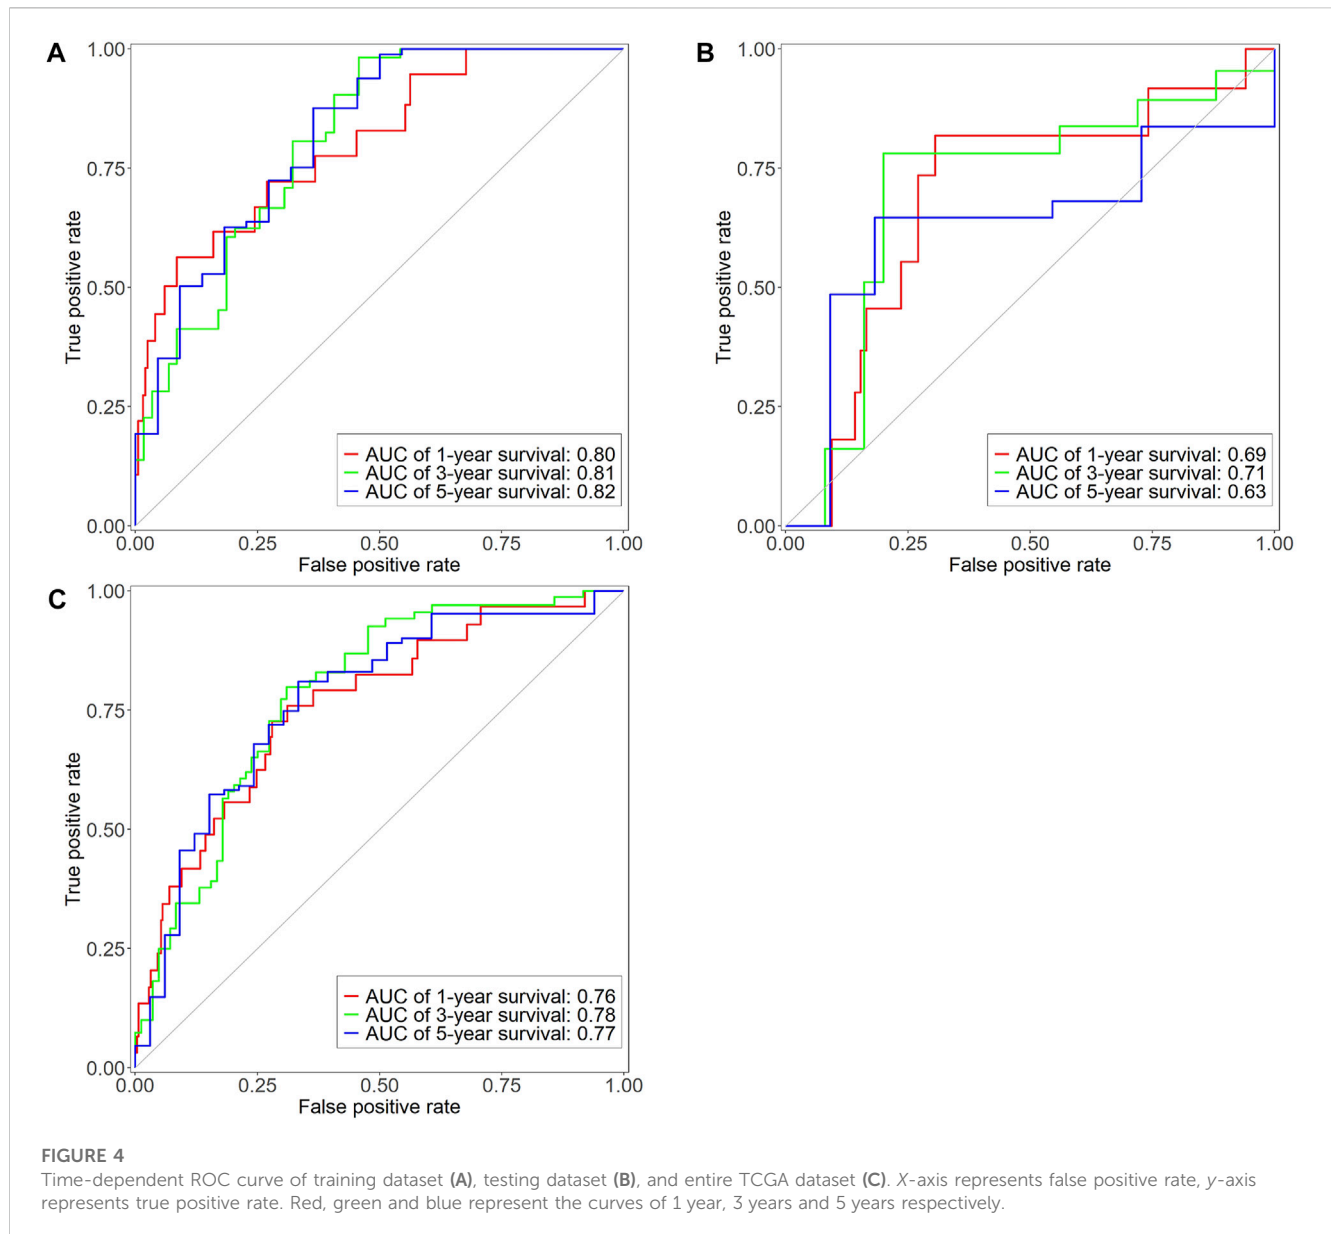 A
1.00
0.75
0.50
0.25
0.00
True positive rate
AUC of 1-year survival: 0.80
AUC of 3-year survival: 0.81
AUC of 5-year survival: 0.82
0.00 0.25 0.50 0.75 1.00
False positive rate
B
1.00
0.75
0.50
0.25
0.00
True positive rate
AUC of 1-year survival: 0.69
AUC of 3-year survival: 0.71
AUC of 5-year survival: 0.63
0.00 0.25 0.50 0.75 1.00
False positive rate
C
1.00
0.75
0.50
0.25
0.00
True positive rate
AUC of 1-year survival: 0.76
AUC of 3-year survival: 0.78
AUC of 5-year survival: 0.77
0.00 0.25 0.50 0.75 1.00
False positive rate
FIGURE 4
Time-dependent ROC curve of training dataset (A), testing dataset (B), and entire TCGA dataset (C). X-axis represents false positive rate, y-axis
represents true positive rate. Red, green and blue represent the curves of 1 year, 3 years and 5 years respectively.